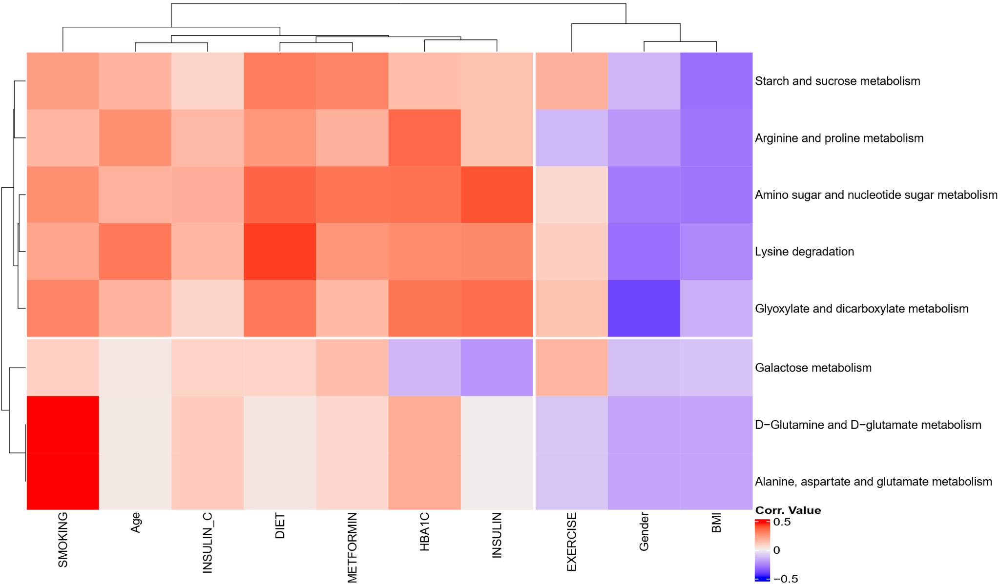 Starch and sucrose metabolism
Arginine and proline metabolism
Amino sugar and nucleotide sugar metabolism
Lysine degradation
Glyoxylate and dicarboxylate metabolism
Galactose metabolism
D−Glutamine and D−glutamate metabolism
Alanine, aspartate and glutamate metabolism
Corr. Value
0.5
0
−0.5
SMOKING
Age
INSULIN_C
DIET
METFORMIN
HBA1C
INSULIN
EXERCISE
Gender
BMI